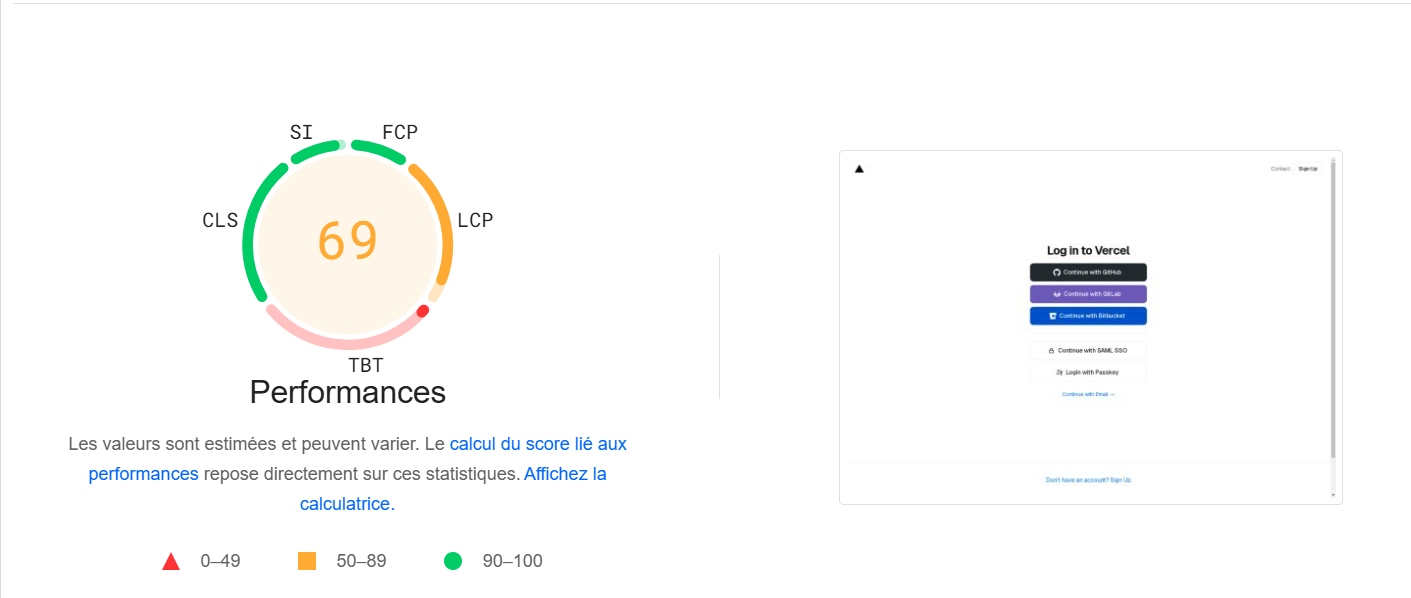 SI
FCP
CLS
69
LCP
TBT
Performances
Les valeurs sont estimées et peuvent varier. Le calcul du score lié aux
performances repose directement sur ces statistiques. Affichez la
calculatrice.
0–49
50–89
90–100
Contact
Sign Up
Log in to Vercel
Continue with GitHub
Continue with GitLab
Continue with Bitbucket
Continue with SAML SSO
Login with Passkey
Continue with Email →
Don't have an account? Sign Up